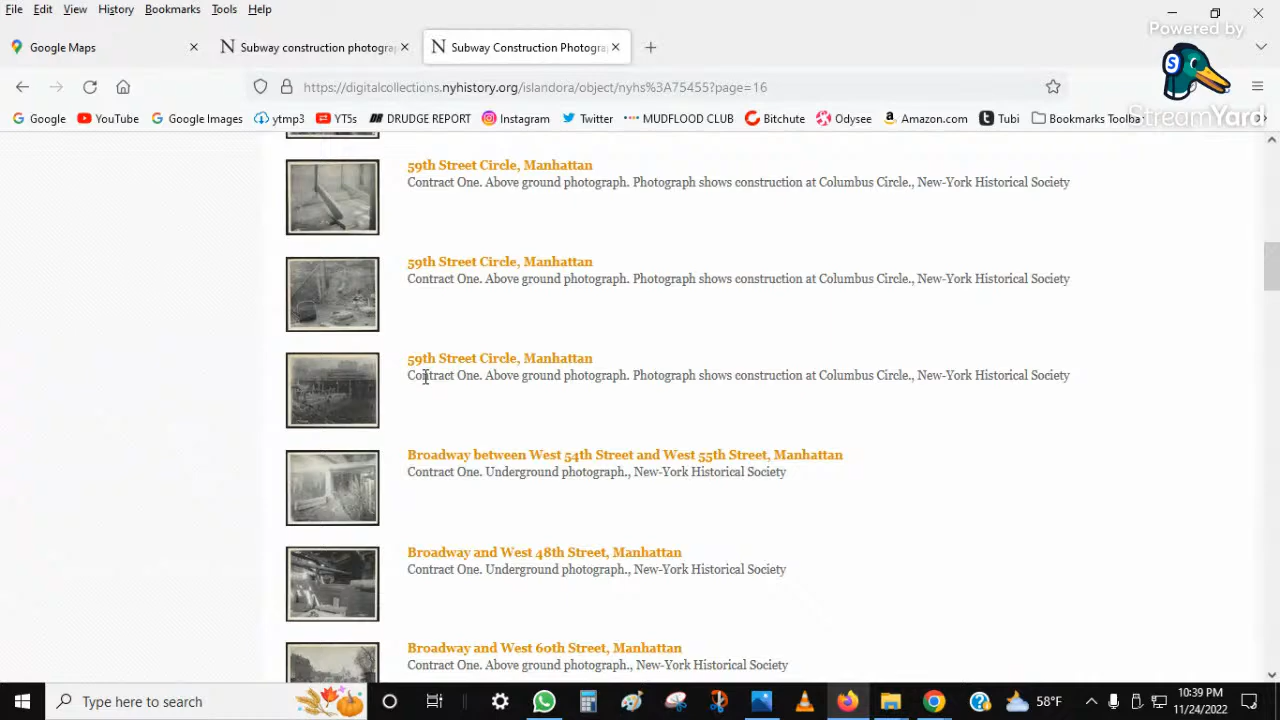 File Edit View History Bookmarks Tools Help
Powered by
Google Maps
Subway construction photogra
Subway Construction Photogra
S
StreamYard
https://digitalcollections.nyhistory.org/islandora/object/nyhs%3A75455?page=16
Google YouTube YT5s ytmp3 DRUDGE REPORT Google Images Instagram Twitter MUDFLOOD CLUB Bitchute Odysee Amazon.com Tubi Bookmarks Toolba
59th Street Circle, Manhattan
Contract One. Above ground photograph. Photograph shows construction at Columbus Circle., New-York Historical Society
59th Street Circle, Manhattan
Contract One. Above ground photograph. Photograph shows construction at Columbus Circle., New-York Historical Society
59th Street Circle, Manhattan
Contract One. Above ground photograph. Photograph shows construction at Columbus Circle., New-York Historical Society
Broadway between West 54th Street and West 55th Street, Manhattan
Contract One. Underground photograph., New-York Historical Society
Broadway and West 48th Street, Manhattan
Contract One. Underground photograph., New-York Historical Society
Broadway and West 60th Street, Manhattan
Contract One. Above ground photograph., New-York Historical Society
Type here to search
58°F
10:39 PM
11/24/2022